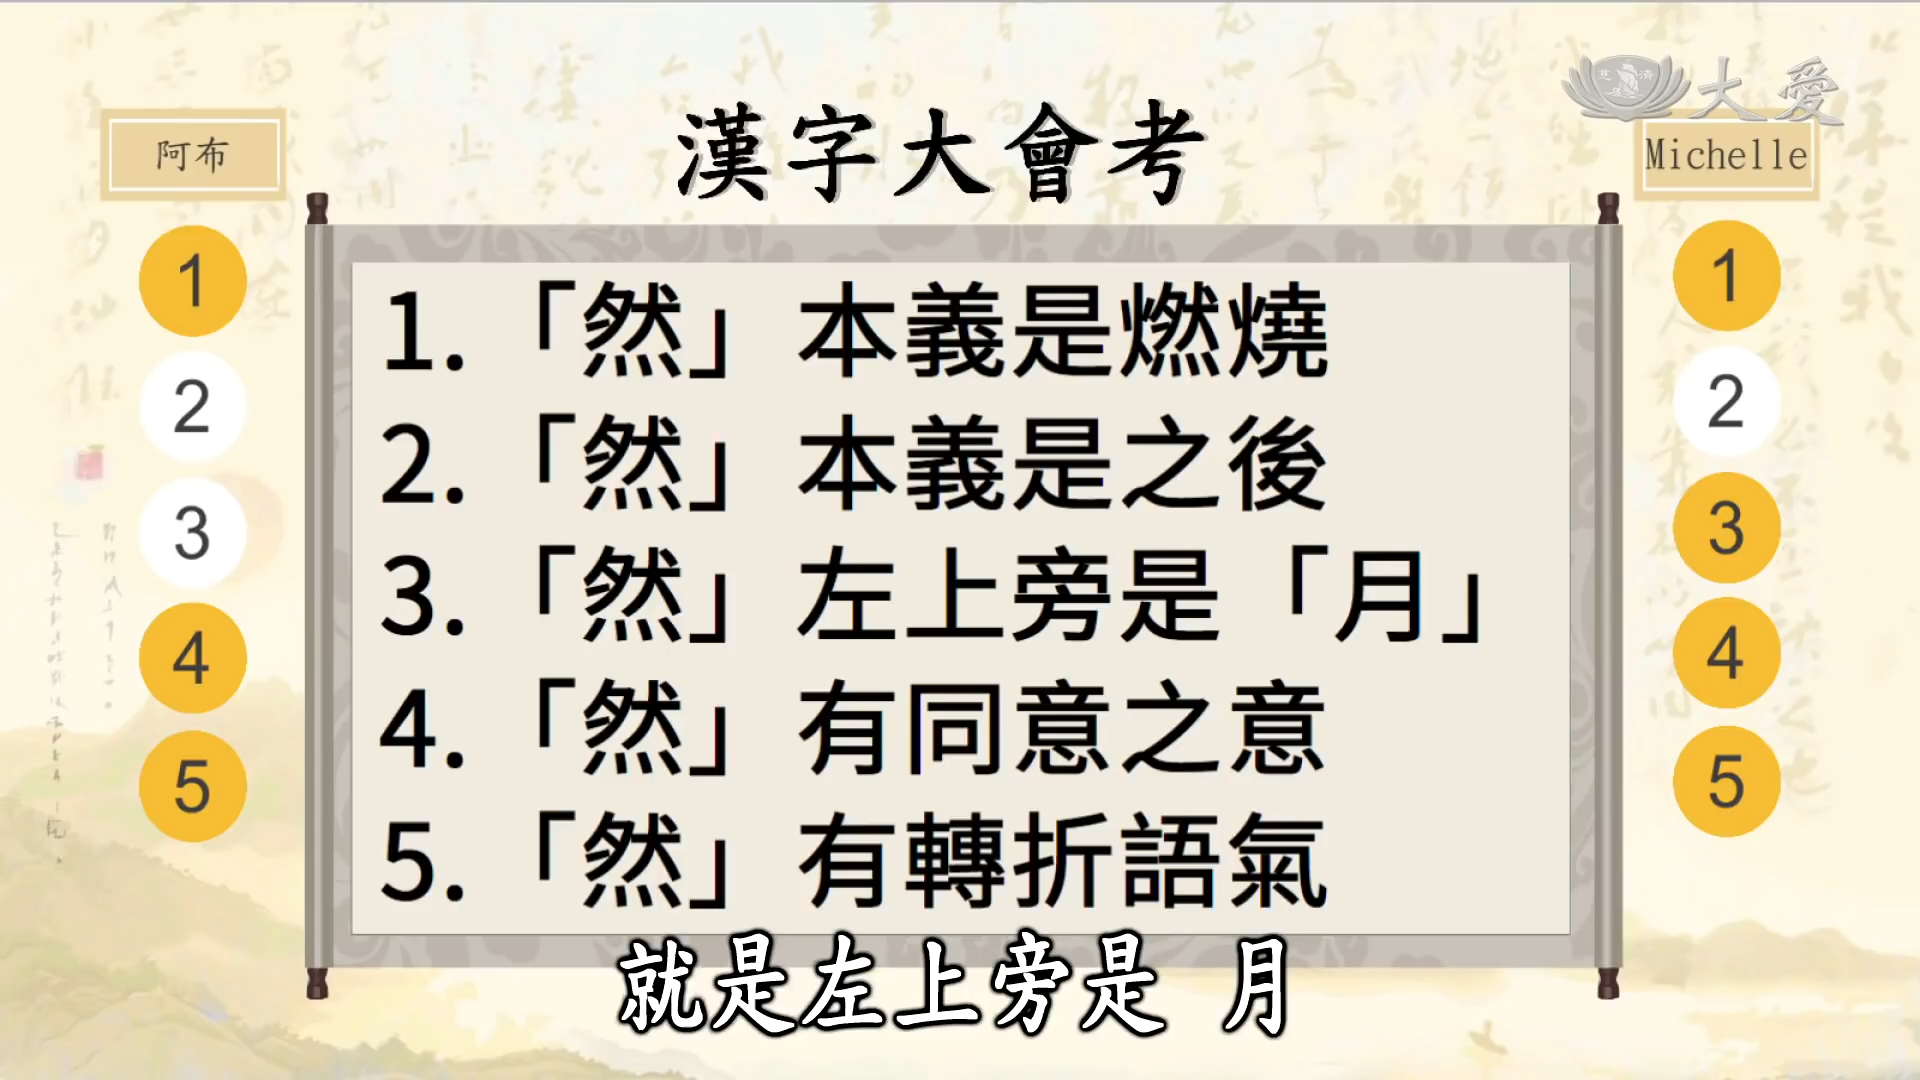 大愛
漢字大會考
阿布
Michelle
1
2
3
4
5
1.「然」本義是燃燒
2.「然」本義是之後
3.「然」左上旁是「月」
4.「然」有同意之意
5.「然」有轉折語氣
1
2
3
4
5
就是左上旁是 月